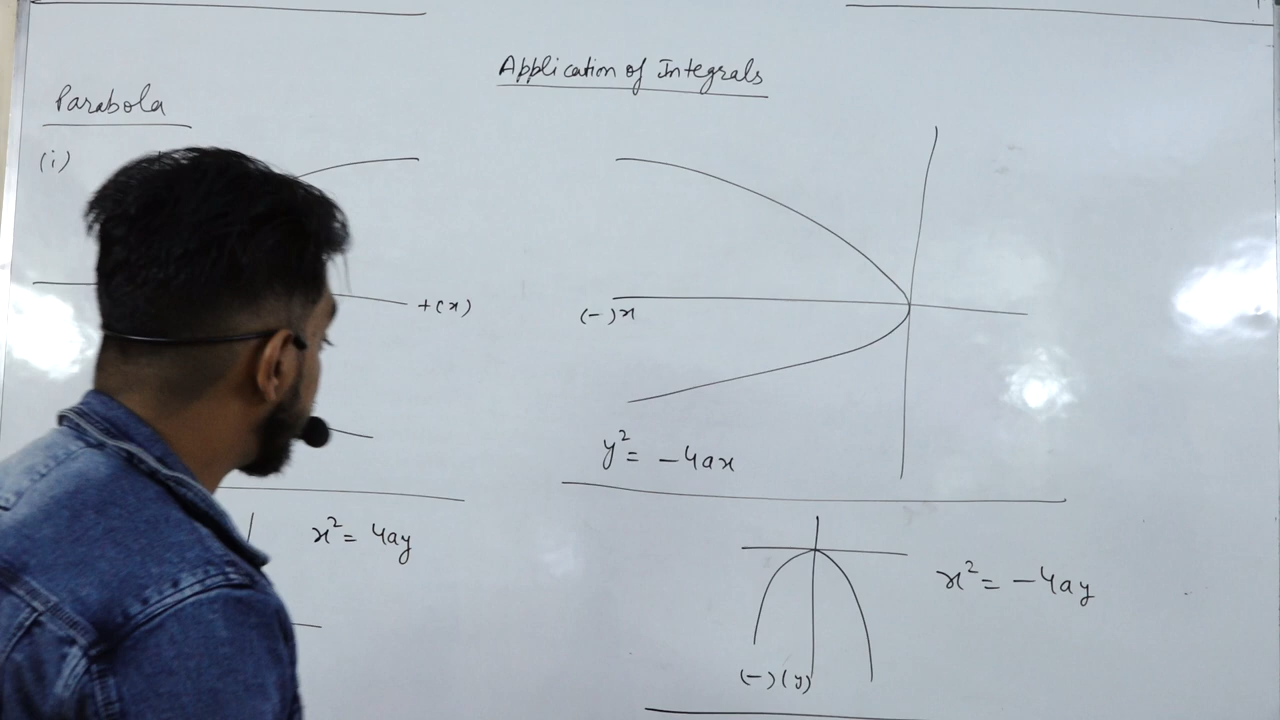 Application of Integrals
Parabola
(i)
+(x)
(-)x
y² = -4ax
x² = 4ay
x² = -4ay
(-)(y)